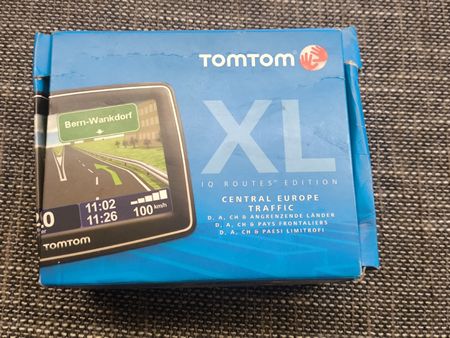 TOMTOM
XL
IQ ROUTES™ EDITION
CENTRAL EUROPE
TRAFFIC
D, A, CH & ANGRENZENDE LÄNDER
D, A, CH & PAYS FRONTALIERS
D, A, CH & PAESI LIMITROFI
Bern-Wankdorf
11:02
11:26
100 km/h
TOMTOM